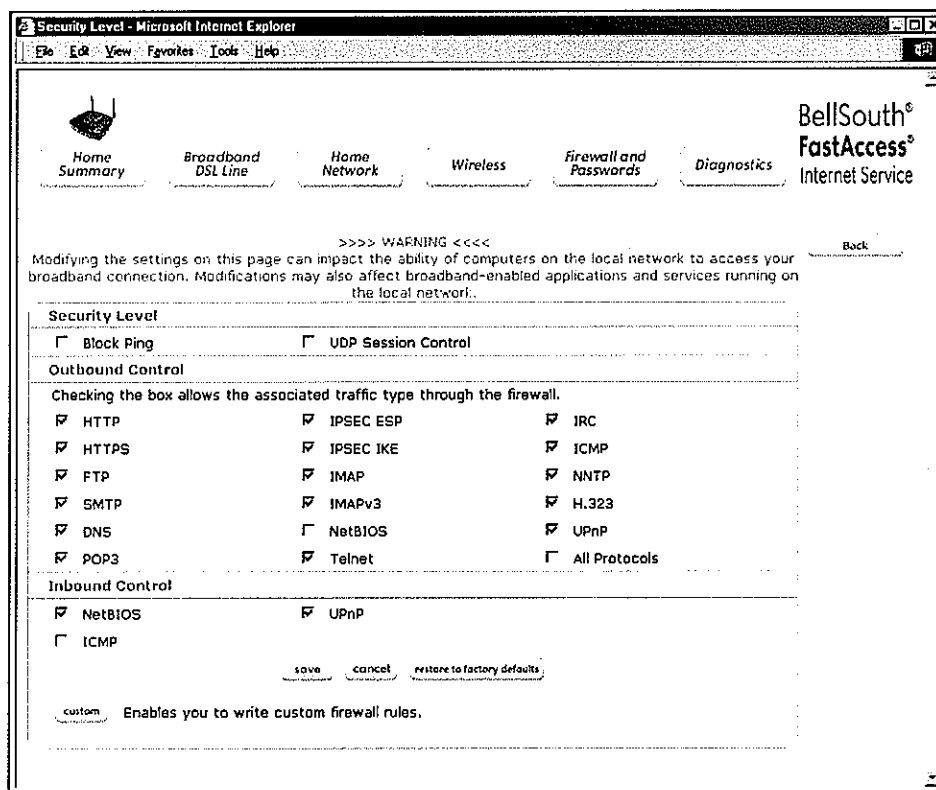 Security Level - Microsoft Internet Explorer
File Edit View Favorites Tools Help
BellSouth®
FastAccess®
Internet Service
Home Summary
Broadband DSL Line
Home Network
Wireless
Firewall and Passwords
Diagnostics
Back
>>>> WARNING <<<<
Modifying the settings on this page can impact the ability of computers on the local network to access your
broadband connection. Modifications may also affect broadband-enabled applications and services running on
the local network.
Security Level
Block Ping UDP Session Control
Outbound Control
Checking the box allows the associated traffic type through the firewall.
HTTP IPSEC ESP IRC
HTTPS IPSEC IKE ICMP
FTP IMAP NNTP
SMTP IMAPv3 H.323
DNS NetBIOS UPnP
POP3 Telnet All Protocols
Inbound Control
NetBIOS UPnP
ICMP
save cancel restore to factory defaults
custom Enables you to write custom firewall rules.